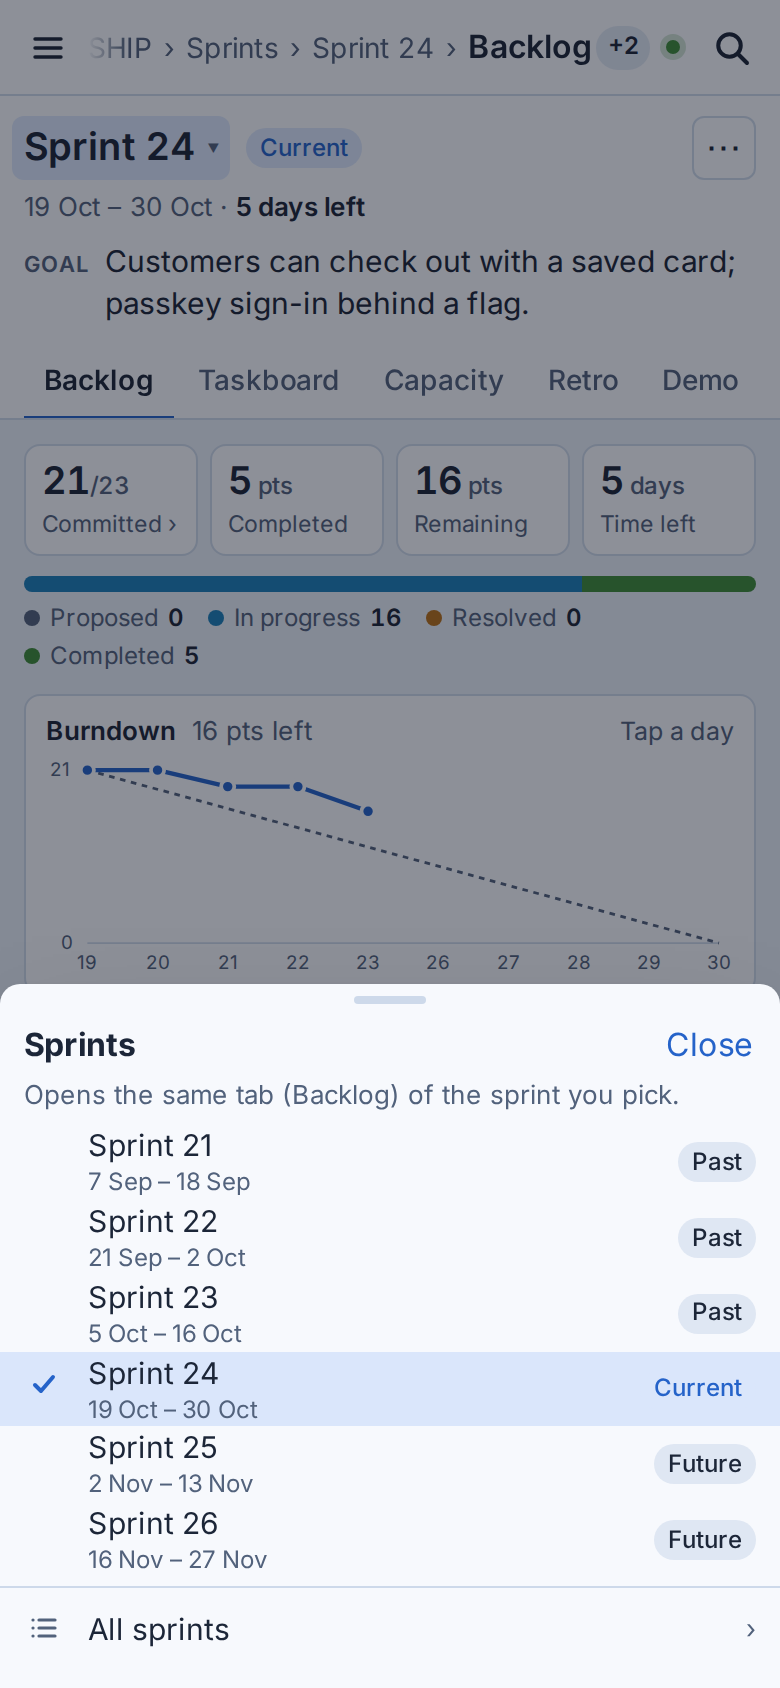 SHIP › Sprints › Sprint 24 › Backlog +2
Sprint 24 ▾ Current ···
19 Oct – 30 Oct · 5 days left
GOAL Customers can check out with a saved card;
passkey sign-in behind a flag.
Backlog Taskboard Capacity Retro Demo
21/23 5 pts 16 pts 5 days
Committed › Completed Remaining Time left
Proposed 0 In progress 16 Resolved 0
Completed 5
Burndown 16 pts left Tap a day
21
0
19 20 21 22 23 26 27 28 29 30
Sprints Close
Opens the same tab (Backlog) of the sprint you pick.
Sprint 21 Past
7 Sep – 18 Sep
Sprint 22 Past
21 Sep – 2 Oct
Sprint 23 Past
5 Oct – 16 Oct
Sprint 24 Current
19 Oct – 30 Oct
Sprint 25 Future
2 Nov – 13 Nov
Sprint 26 Future
16 Nov – 27 Nov
All sprints ›